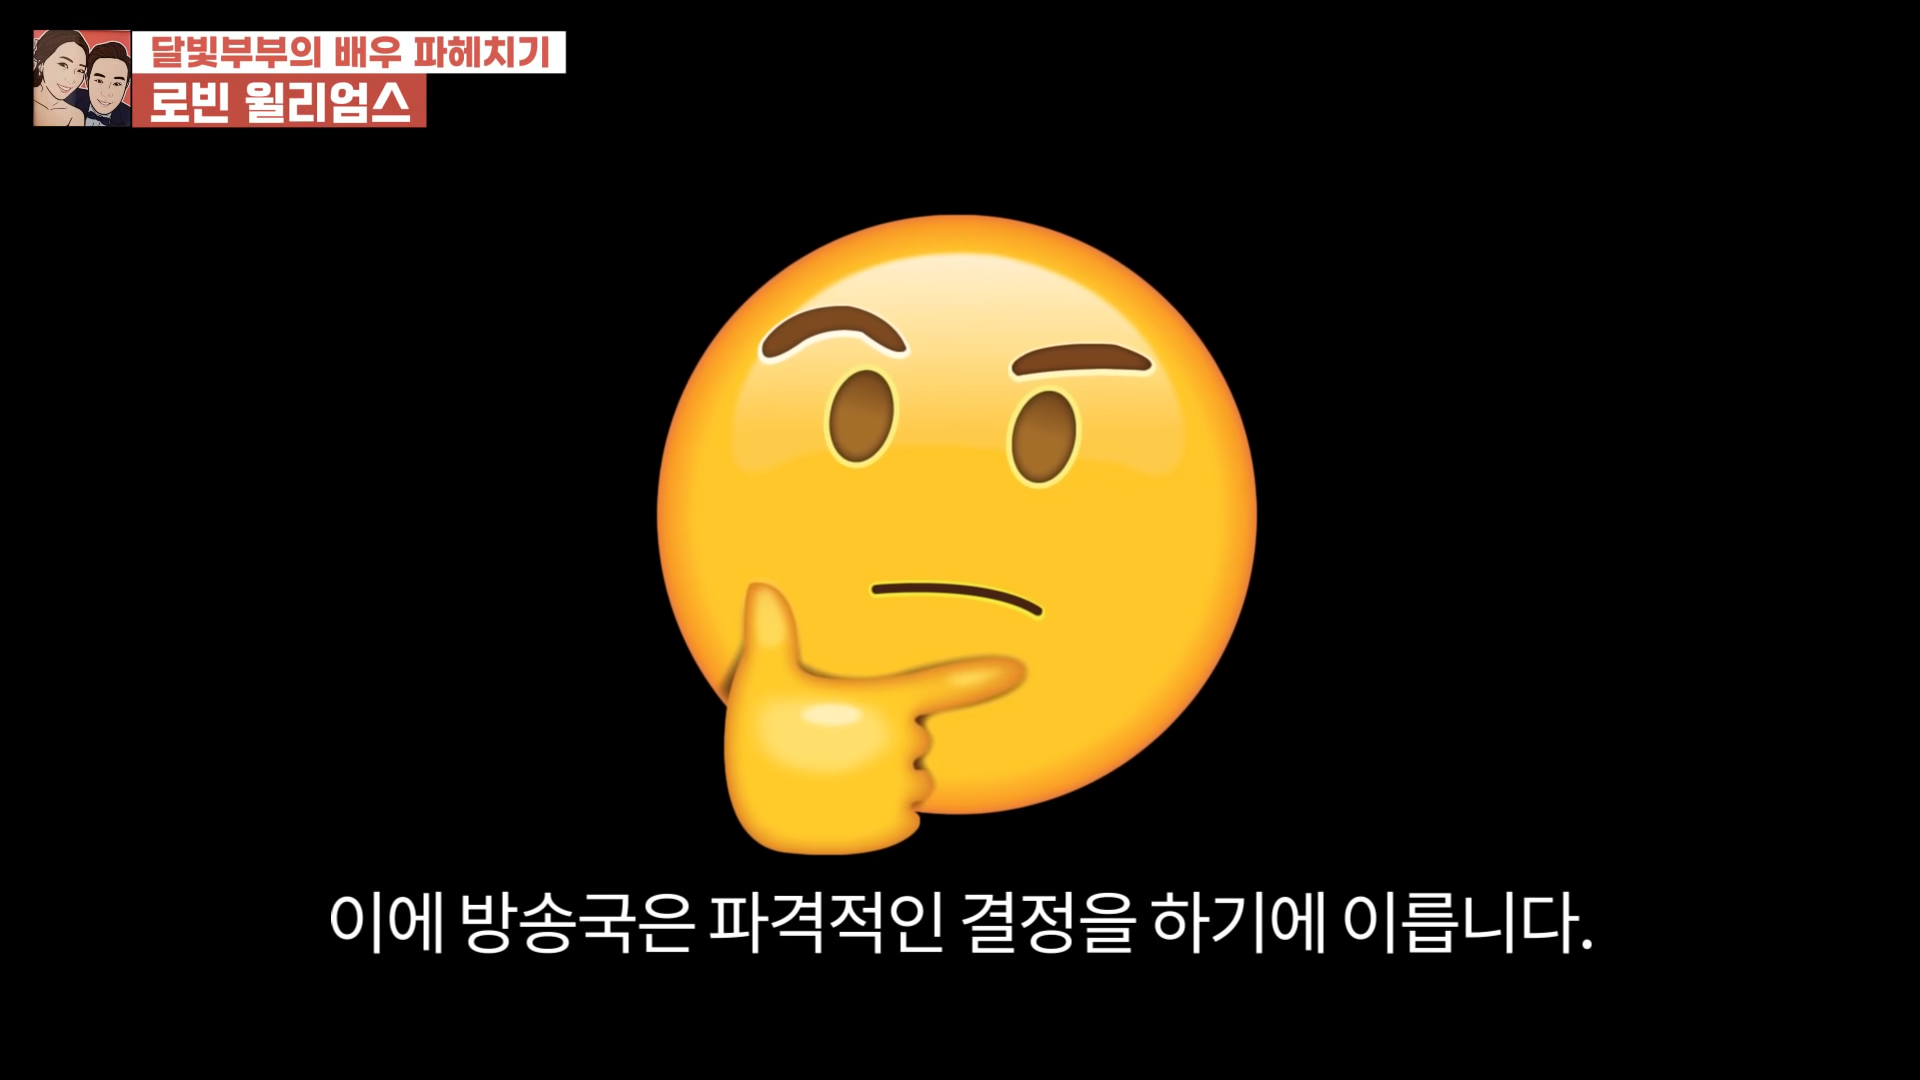 달빛부부의 배우 파헤치기
로빈 윌리엄스
이에 방송국은 파격적인 결정을 하기에 이릅니다.